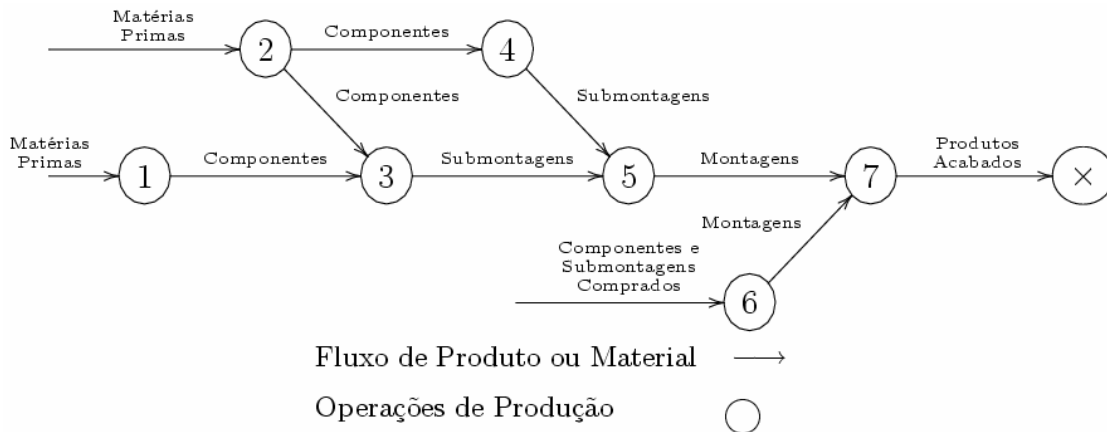 Matérias
Primas
2
Componentes
4
Componentes
Submontagens
Matérias
Primas
1
Componentes
3
Submontagens
5
Montagens
7
Produtos
Acabados
×
Montagens
Componentes e
Submontagens
Comprados
6
Fluxo de Produto ou Material
Operações de Produção